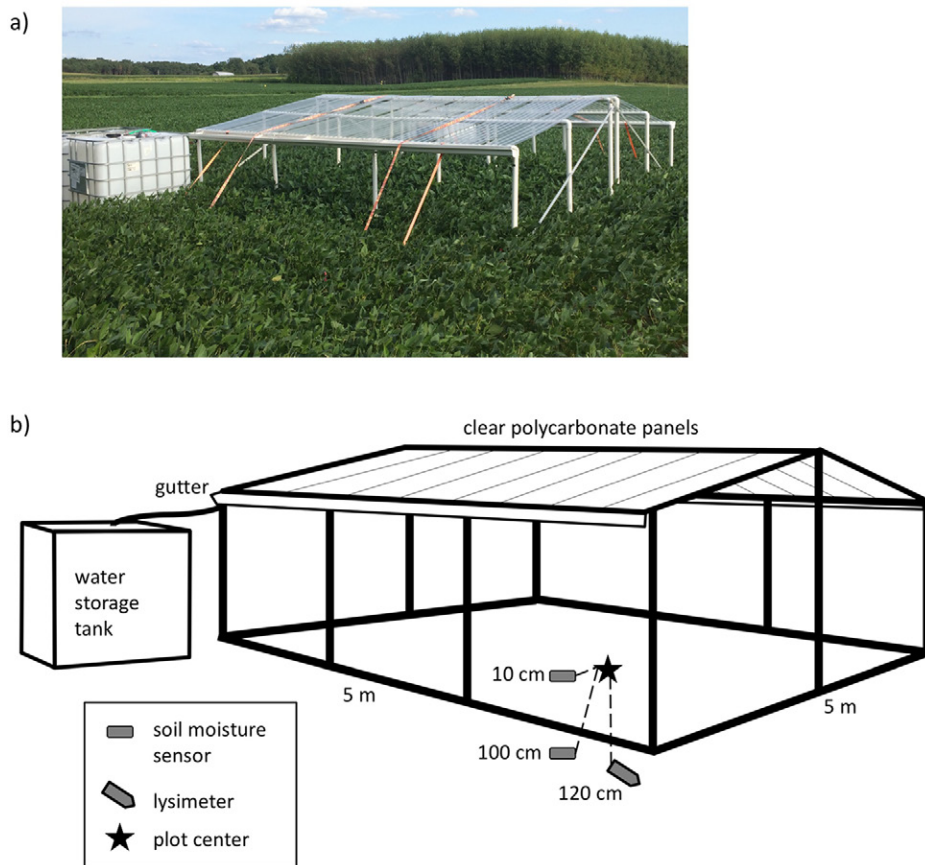 a)
b)
clear polycarbonate panels
gutter
water
storage
tank
10 cm
5 m
5 m
100 cm
120 cm
soil moisture
sensor
lysimeter
plot center